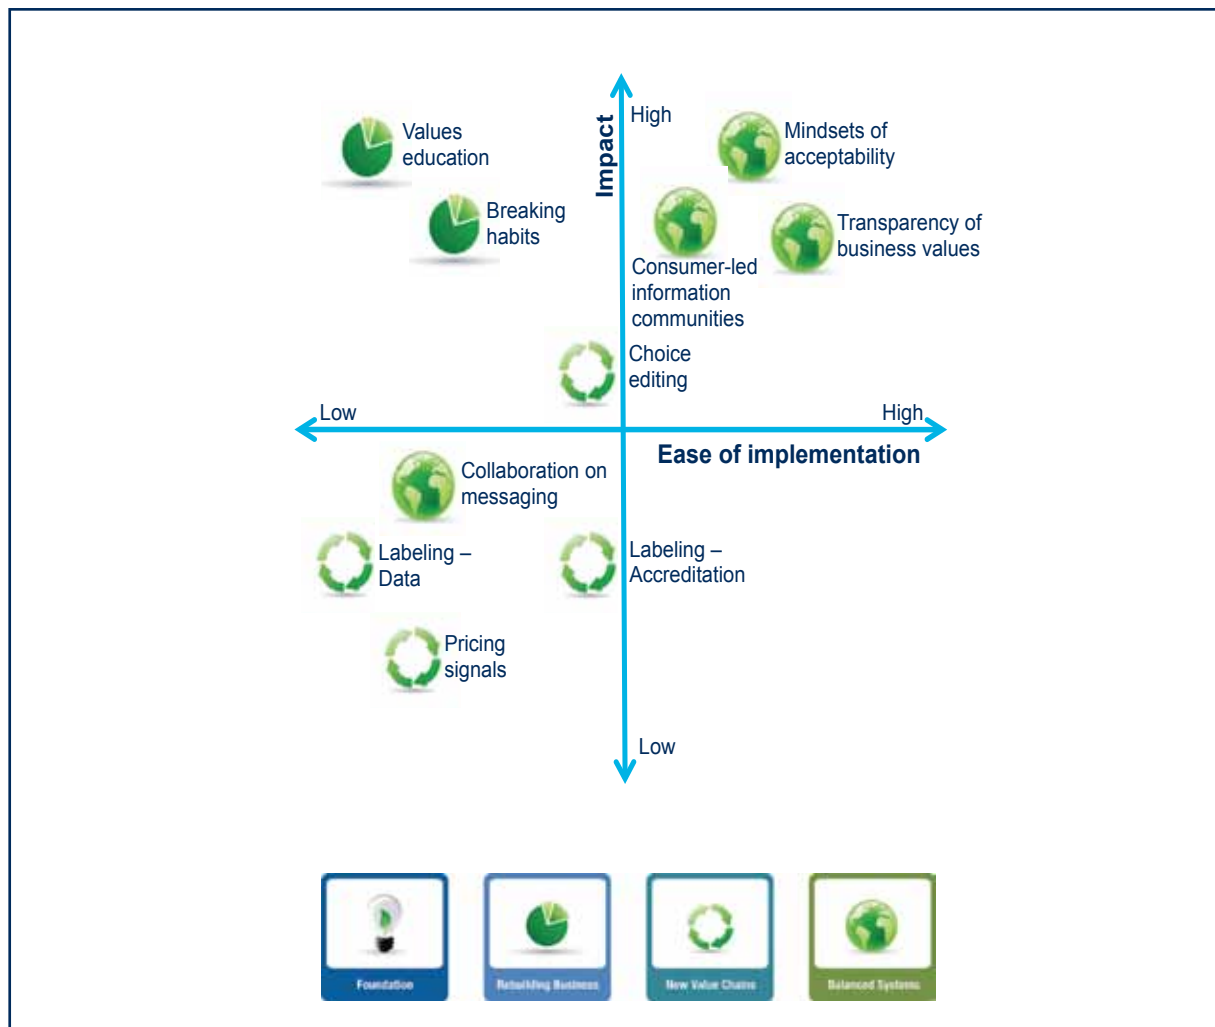 High
Impact
Values
education
Mindsets of
acceptability
Breaking
habits
Transparency of
business values
Consumer-led
information
communities
Choice
editing
Low
High
Ease of implementation
Collaboration on
messaging
Labeling –
Data
Labeling –
Accreditation
Pricing
signals
Low
Foundation
Rebuilding Business
New Value Chains
Balanced Systems